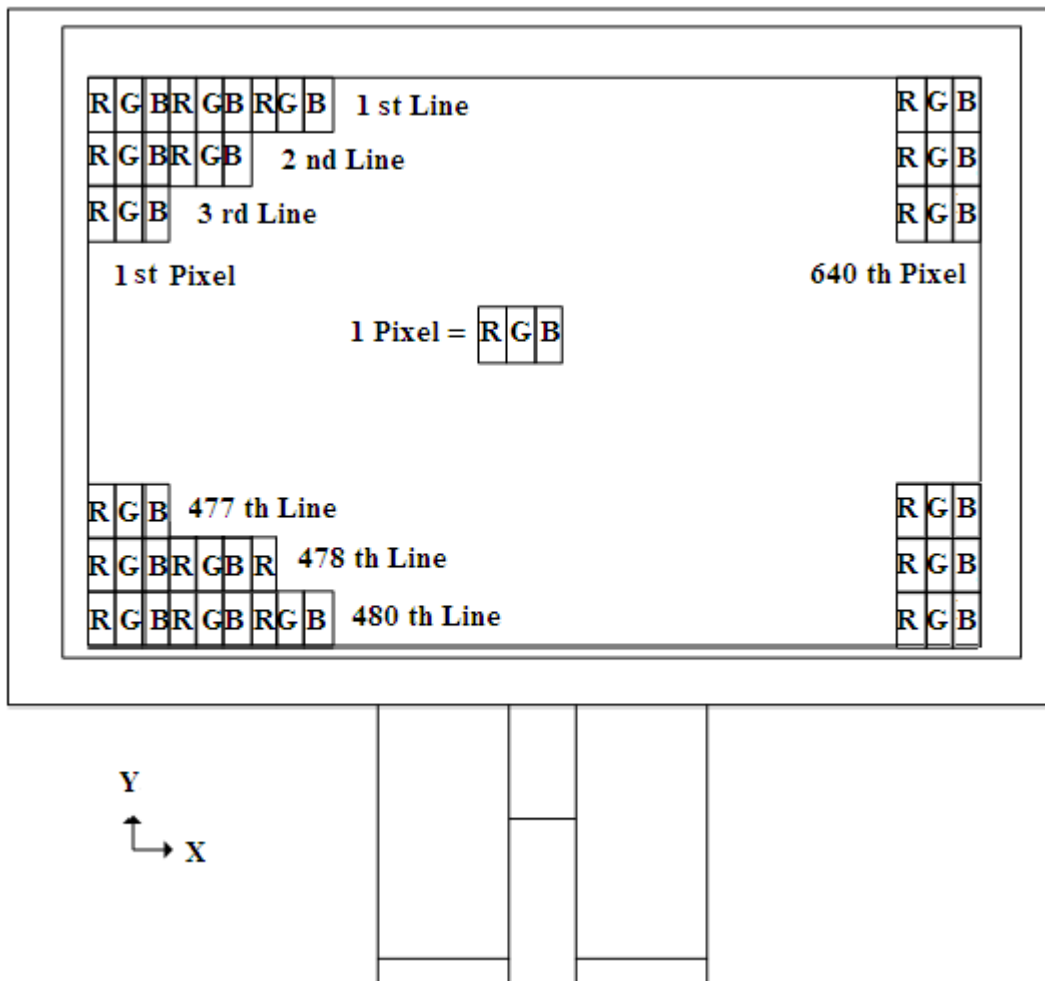 R G B R G B R G B 1 st Line R G B
R G B R G B 2 nd Line R G B
R G B 3 rd Line R G B
1 st Pixel 640 th Pixel
1 Pixel = R G B
R G B 477 th Line R G B
R G B R G B R 478 th Line R G B
R G B R G B R G B 480 th Line R G B
Y
X